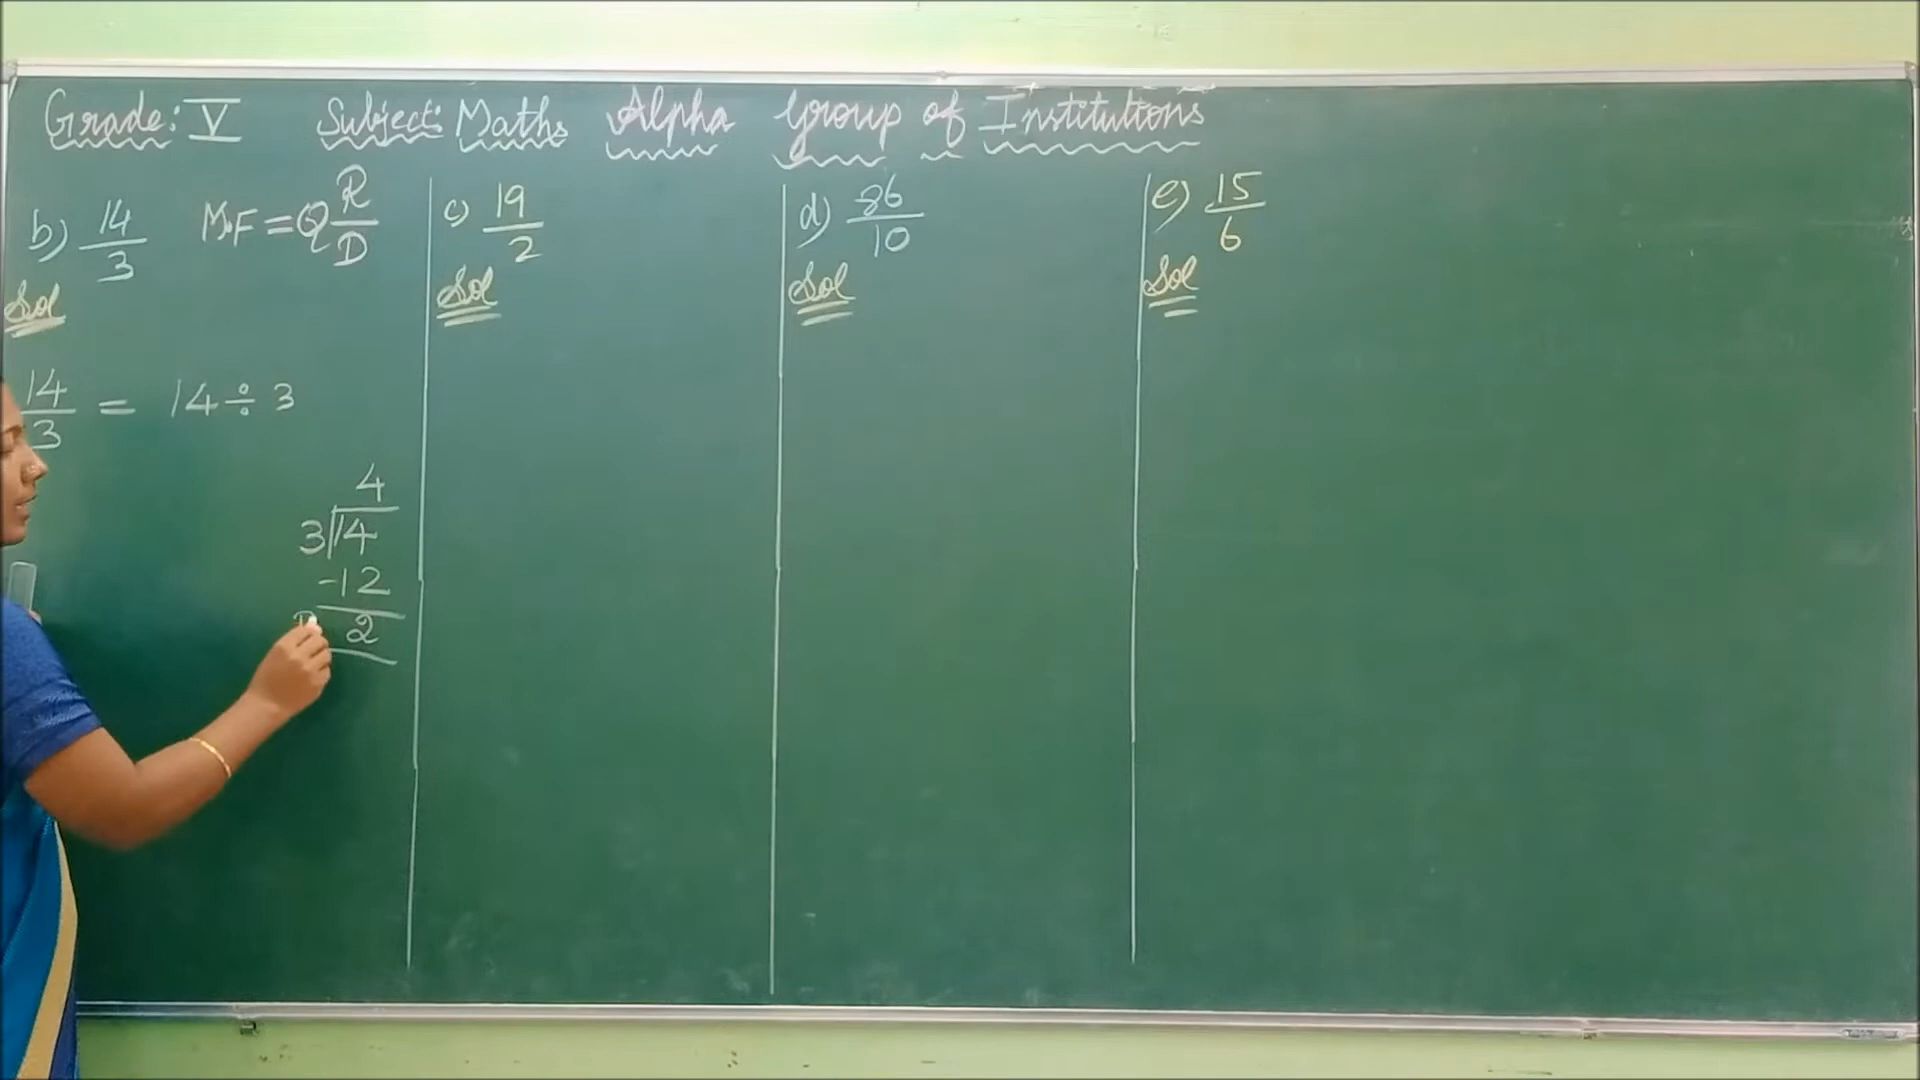 Grade: V Subject: Maths Alpha Group of Institutions
b) 14/3 M.F = Q R/D
Sol
14/3 = 14 ÷ 3
4
3 14
-12
2
c) 19/2
Sol
d) 86/10
Sol
e) 15/6
Sol